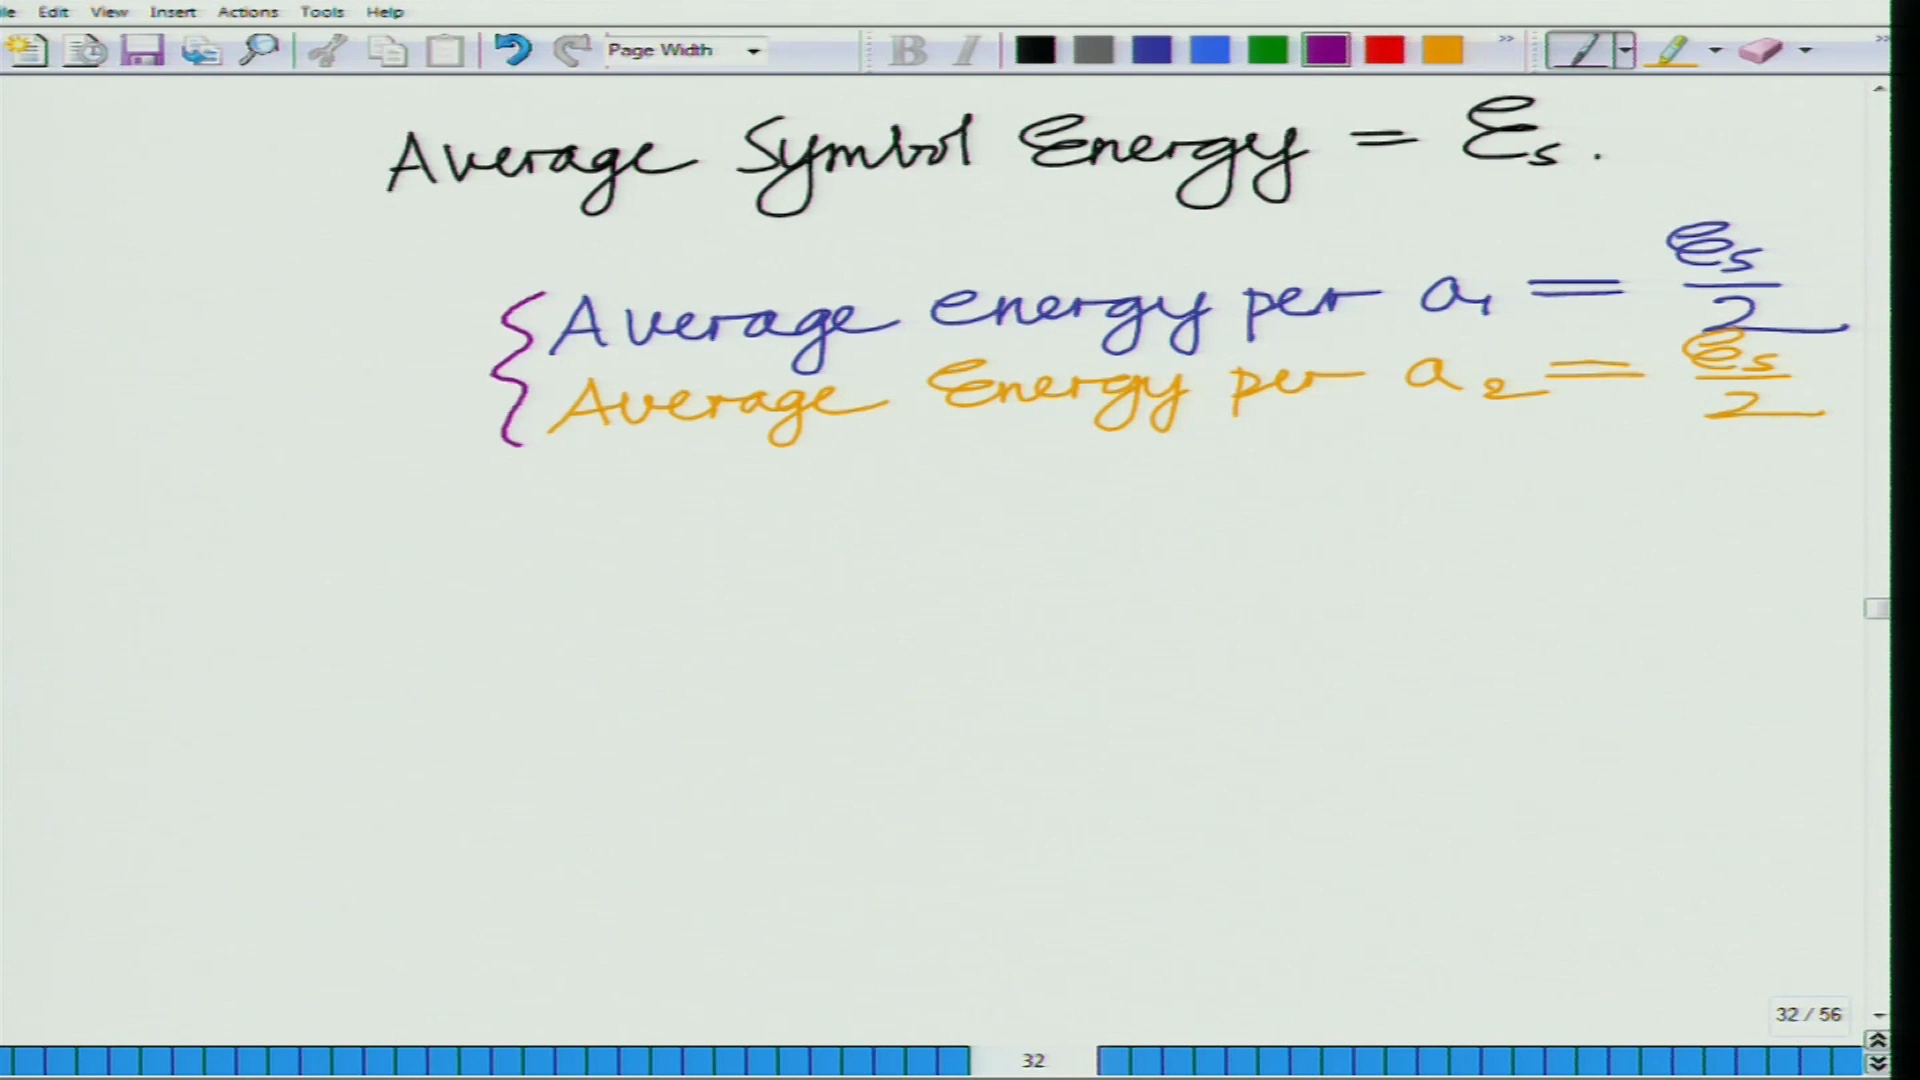 File Edit View Insert Actions Tools Help
Page Width B I
Average Symbol Energy = Es .
Average energy per a1 = Es/2
Average Energy per a2 = Es/2
32 / 56
32